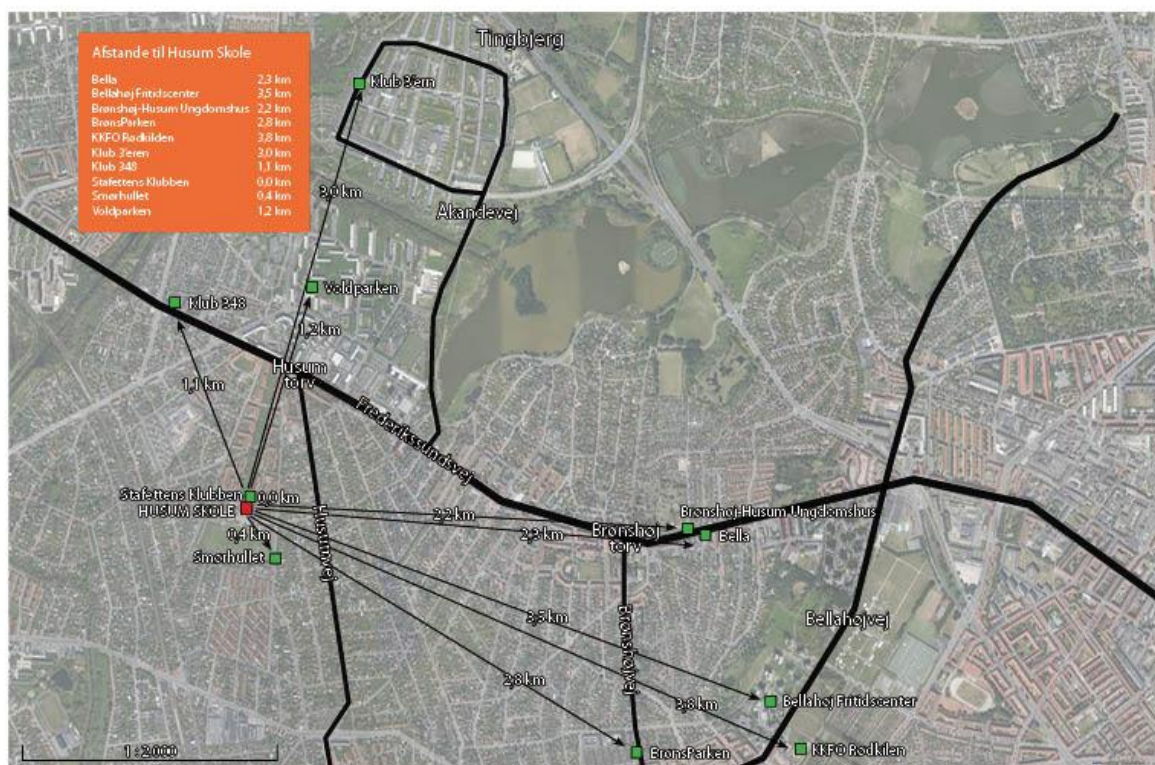 Afstande til Husum Skole
Bella 2,3 km
Bellahøj Fritidscenter 3,5 km
Brønshøj-Husum Ungdomshus 2,2 km
BrønsParken 2,8 km
KKFO Rødkilden 3,8 km
Klub 3'eren 3,0 km
Klub 348 1,1 km
Stafettens Klubben 0,0 km
Smørhullet 0,4 km
Voldparken 1,2 km
Tingbjerg
Klub 3'ern
3,0 km
Åkandevej
Voldparken
Klub 348
1,2 km
Husum
torv
1,1 km
Frederikssundsvej
Stafettens Klubben 0,0 km
HUSUM SKOLE
Brønshøj-Husum-Ungdomshus
2,2 km
2,3 km
Brønshøj
torv
Bella
0,4 km
Smørhullet
Husumvej
3,5 km
Brønshøjvej
Bellahøjvej
2,8 km
3,8 km
Bellahøj Fritidscenter
BrønsParken
KKFO Rødkilen
1 : 2.000